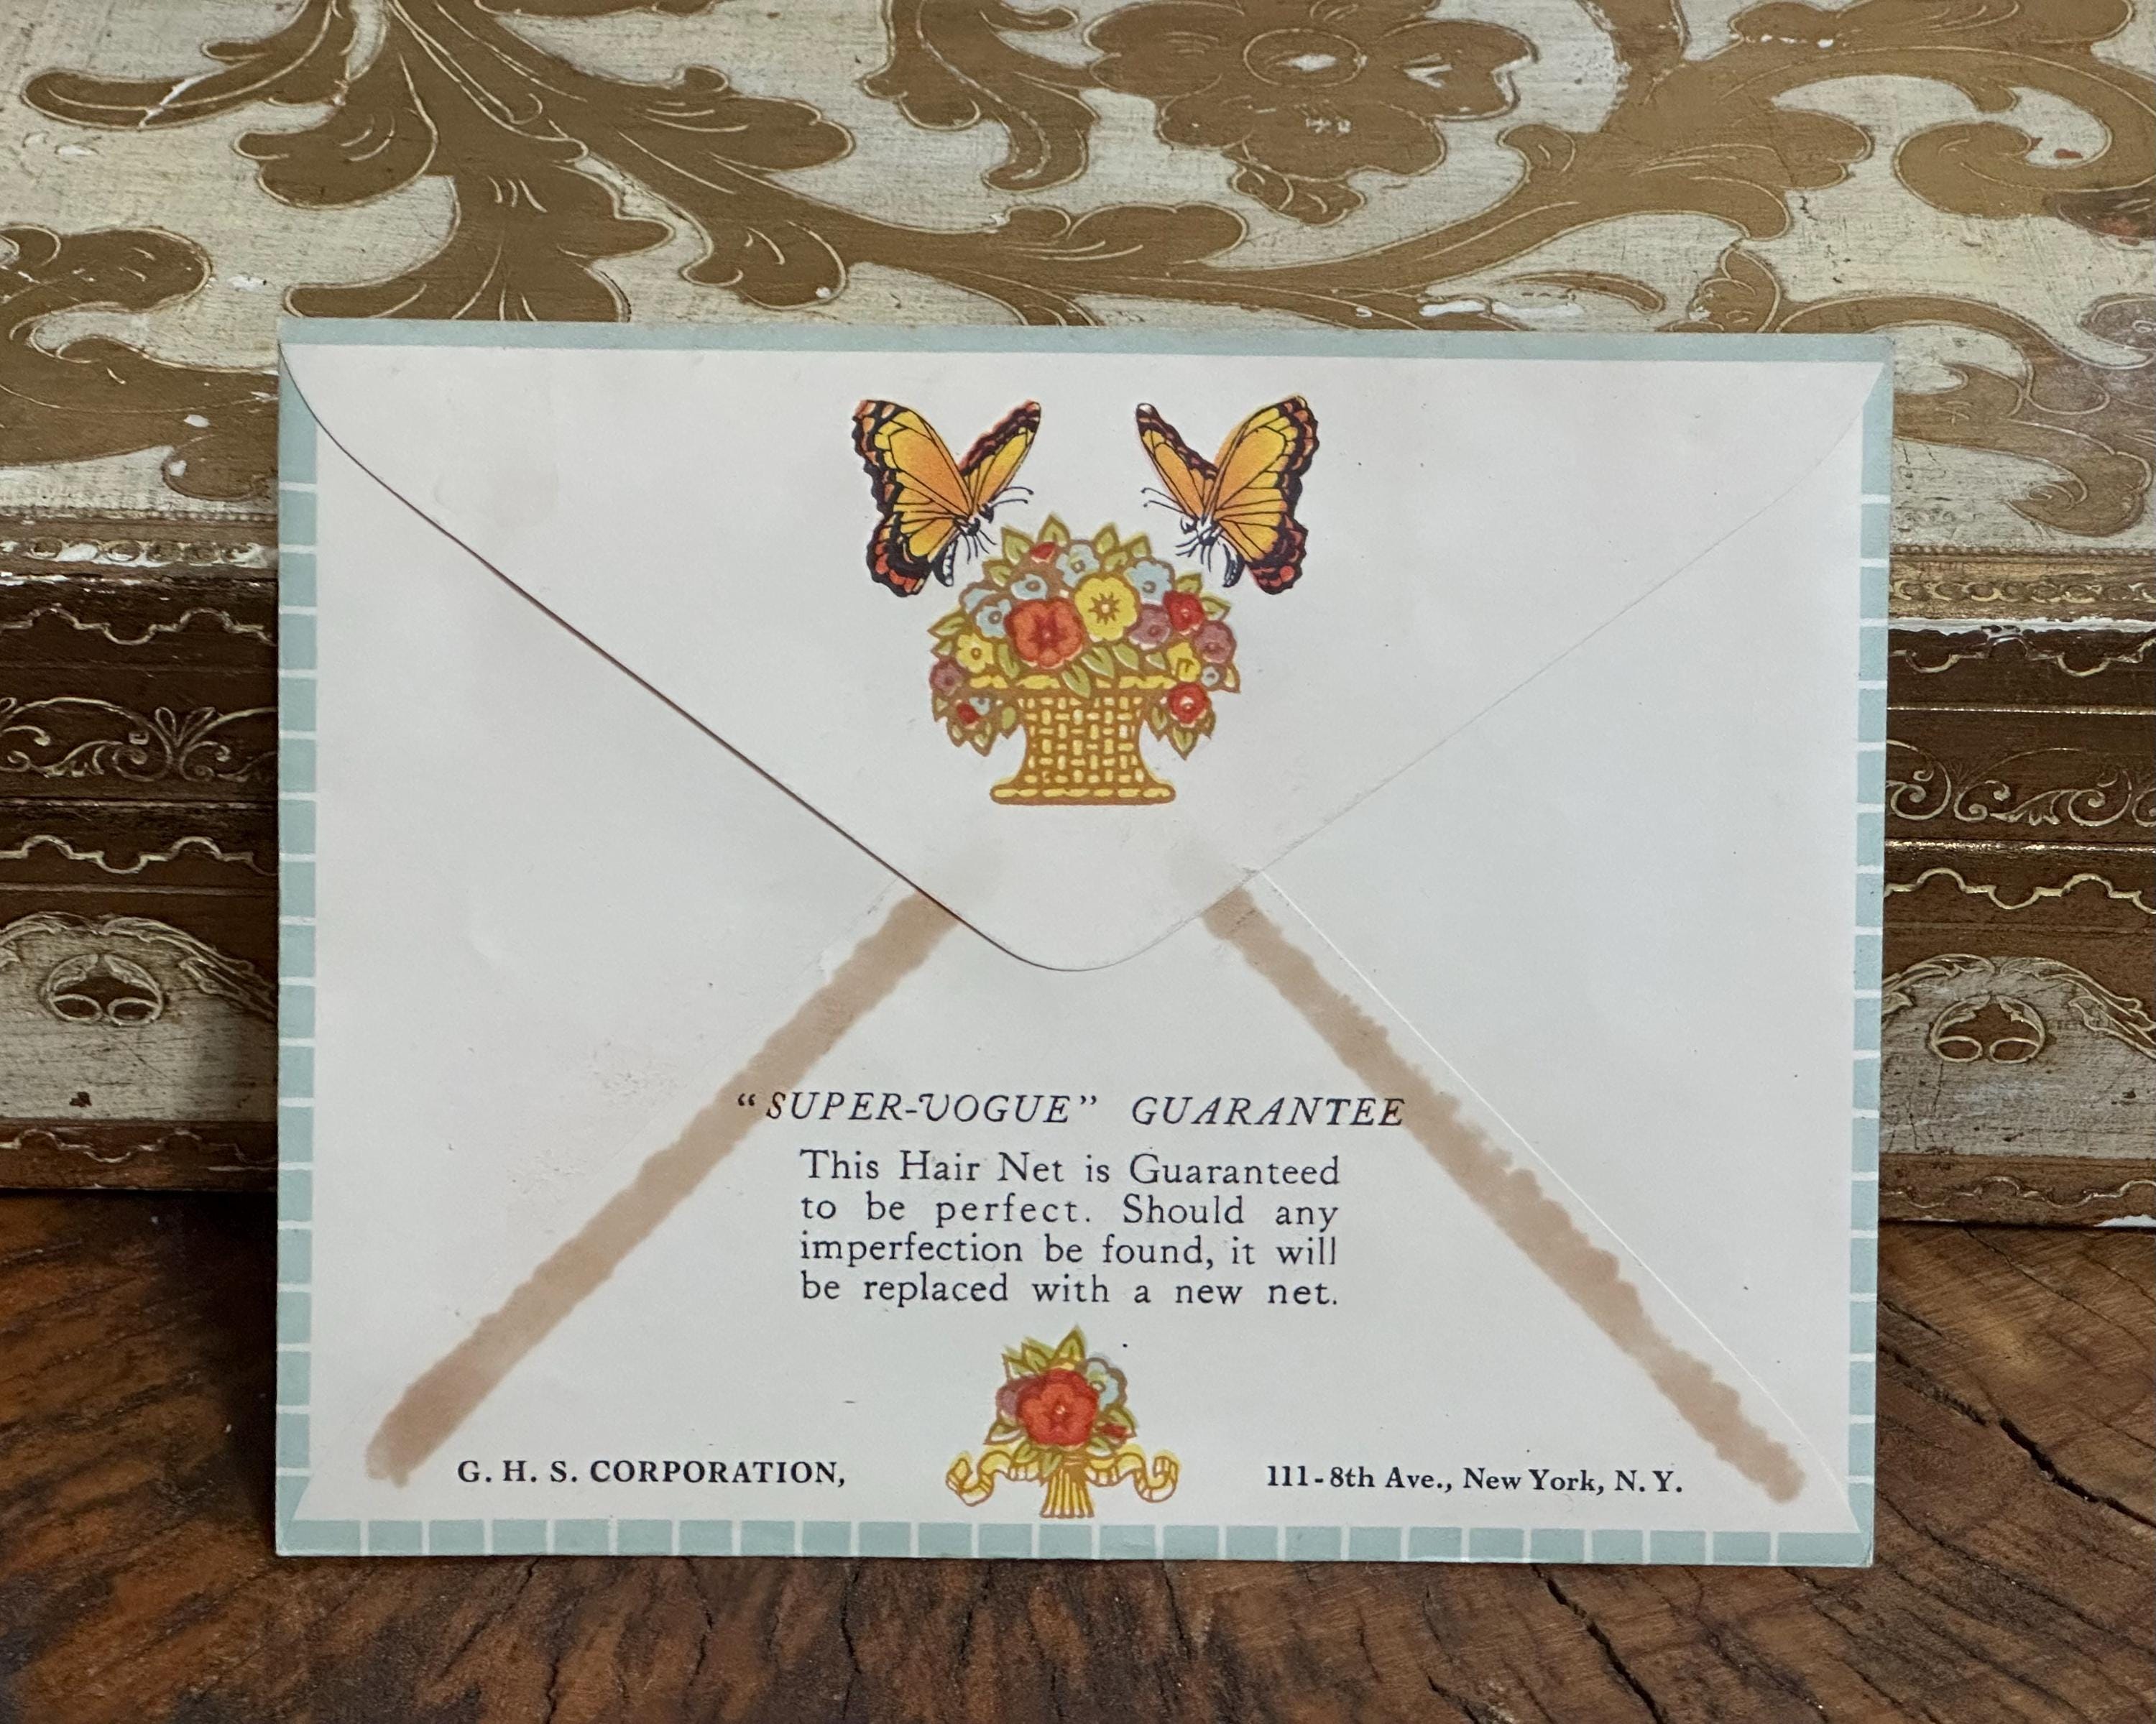 “SUPER-VOGUE” GUARANTEE
This Hair Net is Guaranteed
to be perfect. Should any
imperfection be found, it will
be replaced with a new net.
G. H. S. CORPORATION,
111-8th Ave., New York, N. Y.